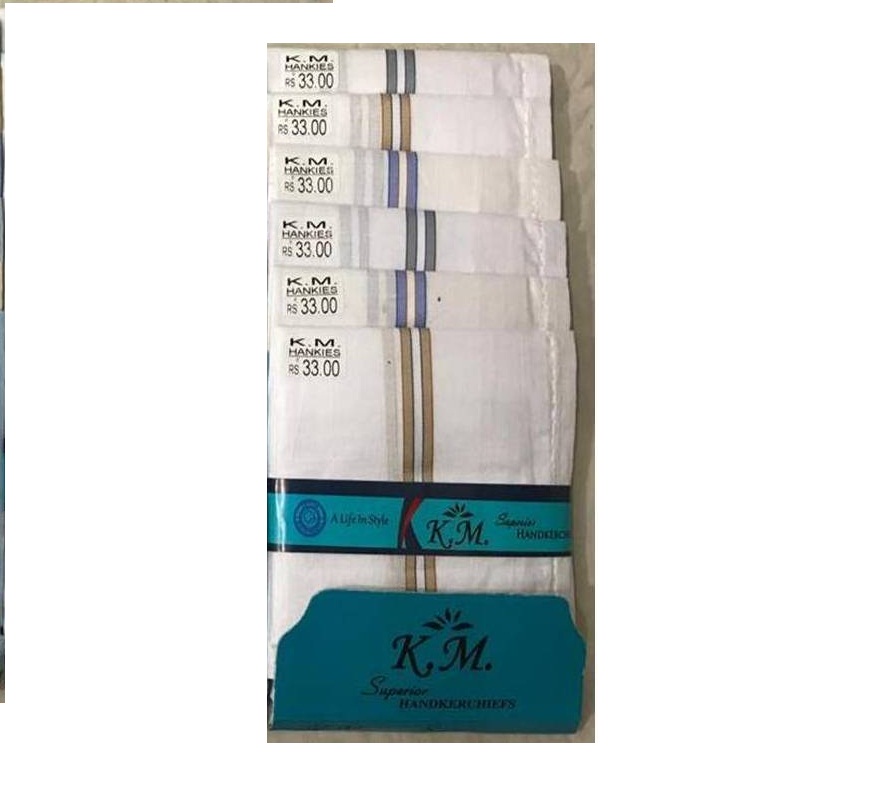 K.M.
HANKIES
RS 33.00
K.M.
HANKIES
RS 33.00
K.M.
HANKIES
RS 33.00
K.M.
HANKIES
RS 33.00
K.M.
HANKIES
RS 33.00
K.M.
HANKIES
RS 33.00
A Life In Style
K.M.
Superior
HANDKERCH
K.M.
Superior
HANDKERCHIEFS